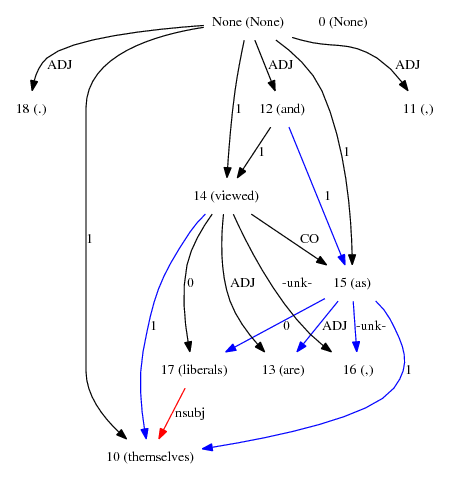 None (None) 0 (None)
ADJ ADJ ADJ
18 (.) 12 (and) 11 (,)
1
1 1
1
14 (viewed) 1
1 CO
0 ADJ -unk- 15 (as)
1 0 ADJ -unk-
17 (liberals) 13 (are) 16 (,) 1
nsubj
10 (themselves)